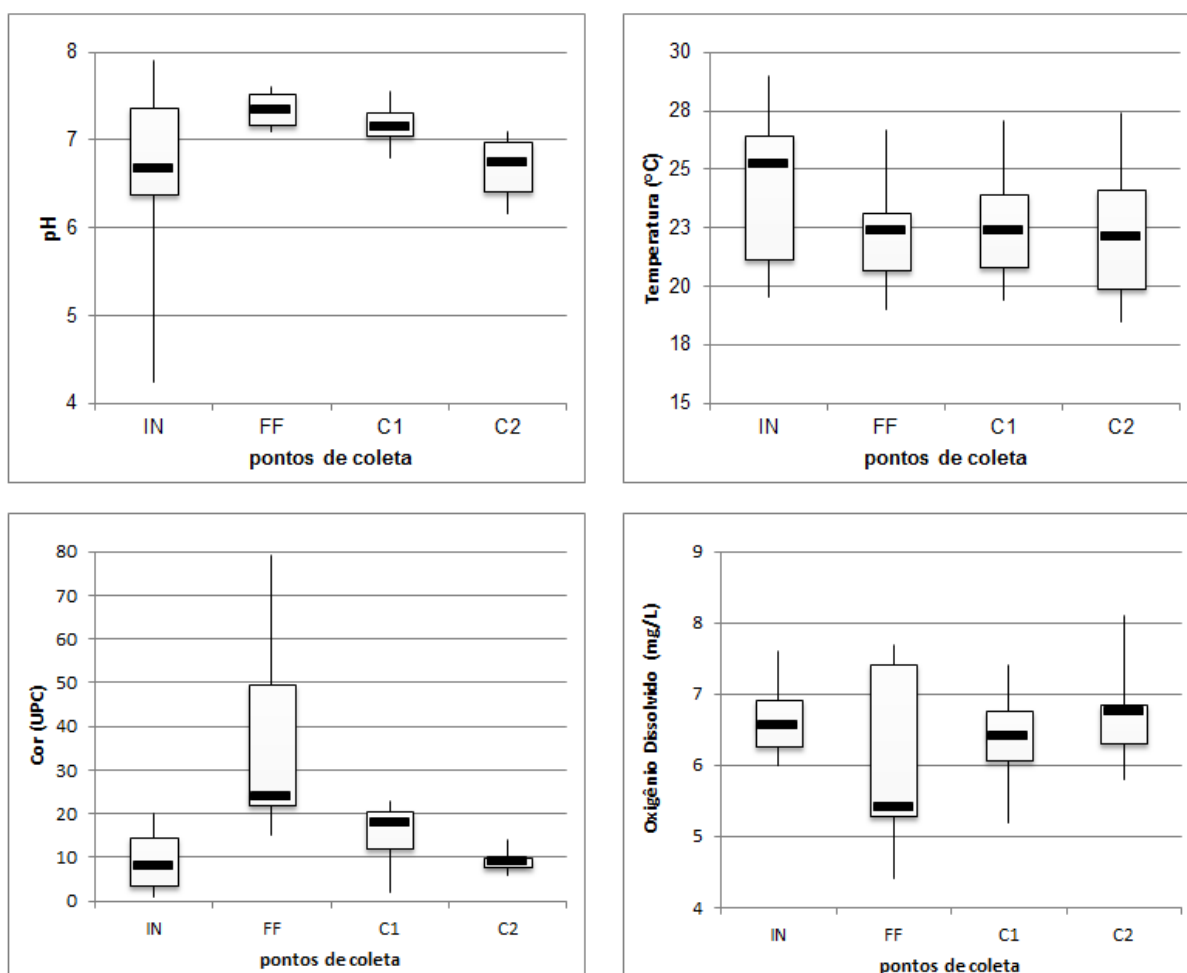 pH
8
7
6
5
4
IN FF C1 C2
pontos de coleta
Temperatura (°C)
30
28
25
23
20
18
15
IN FF C1 C2
pontos de coleta
Cor (UPC)
80
70
60
50
40
30
20
10
0
IN FF C1 C2
pontos de coleta
Oxigênio Dissolvido (mg/L)
9
8
7
6
5
4
IN FF C1 C2
pontos de coleta